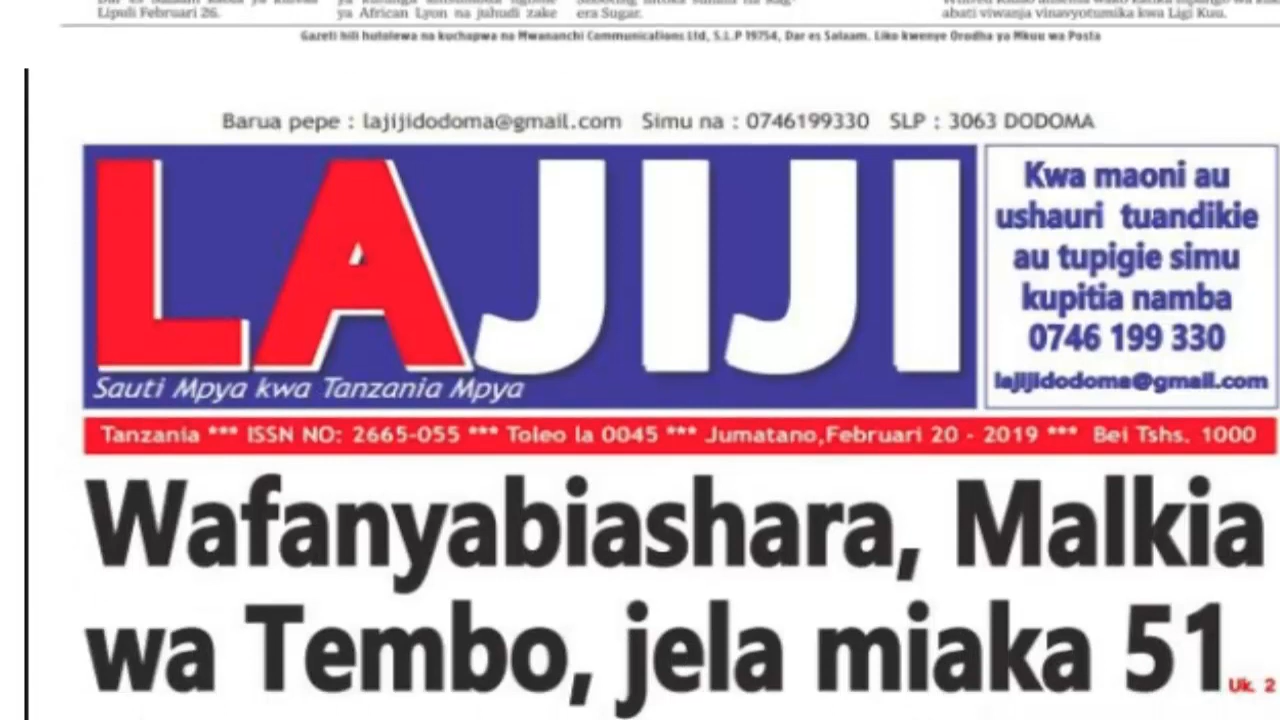 Lipuli Februari 26.
ya African Lyon na juhudi zake
era Sugar.
abati viwanja vinavyotumika kwa Ligi Kuu.
Gazeti hili hutolewa na kuchapwa na Mwananchi Communications Ltd, S.L.P 19754, Dar es Salaam. Liko kwenye Orodha ya Mkuu wa Posta
Barua pepe : lajijidodoma@gmail.com Simu na : 0746199330 SLP : 3063 DODOMA
LAJIJI
Sauti Mpya kwa Tanzania Mpya
Kwa maoni au
ushauri tuandikie
au tupigie simu
kupitia namba
0746 199 330
lajijidodoma@gmail.com
Tanzania *** ISSN NO: 2665-055 *** Toleo la 0045 *** Jumatano,Februari 20 - 2019 *** Bei Tshs. 1000
Wafanyabiashara, Malkia
wa Tembo, jela miaka 51
Uk. 2